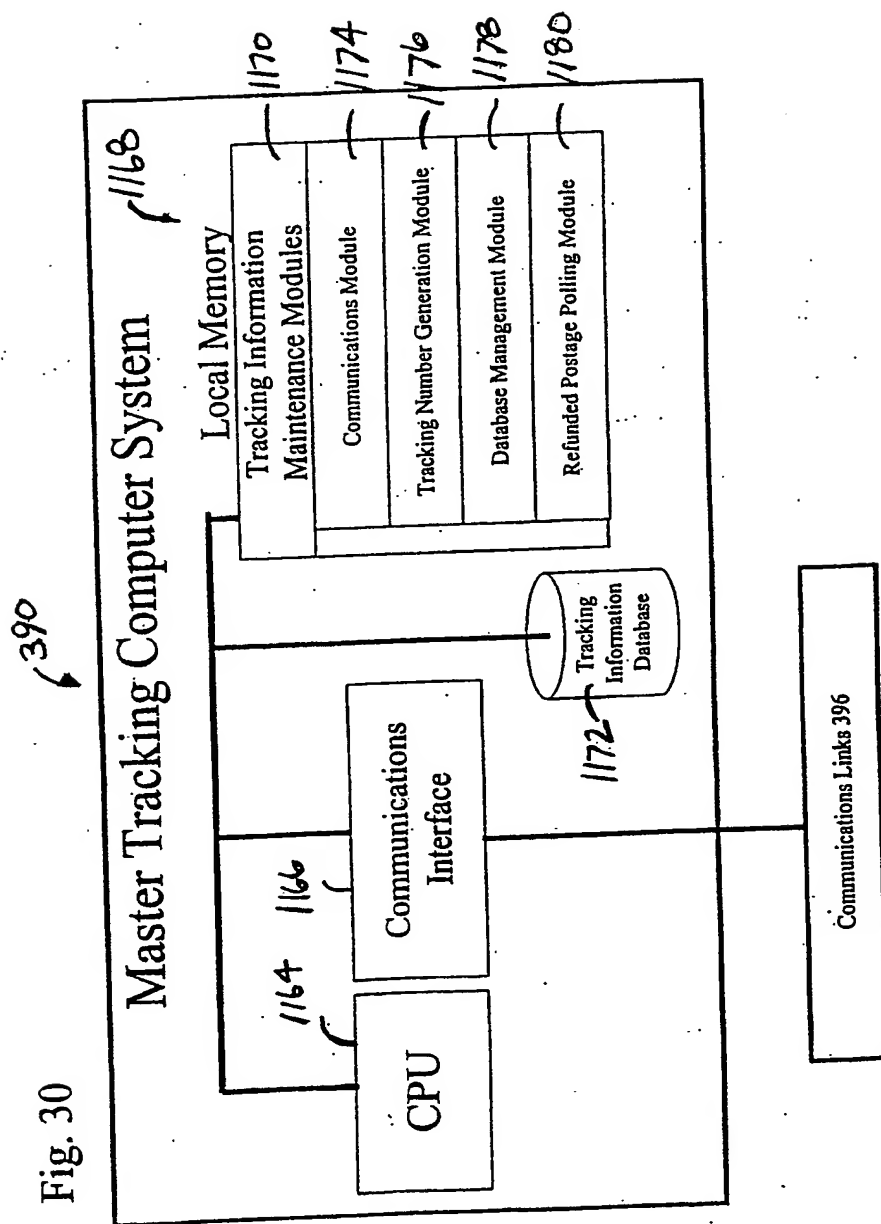 Fig. 30
390
Master Tracking Computer System
1168
Local Memory
Tracking Information
Maintenance Modules
1170
Communications Module
1174
Tracking Number Generation Module
1176
Database Management Module
1178
Refunded Postage Polling Module
1180
1164
CPU
1166
Communications
Interface
Tracking
Information
Database
1172
Communications Links 396